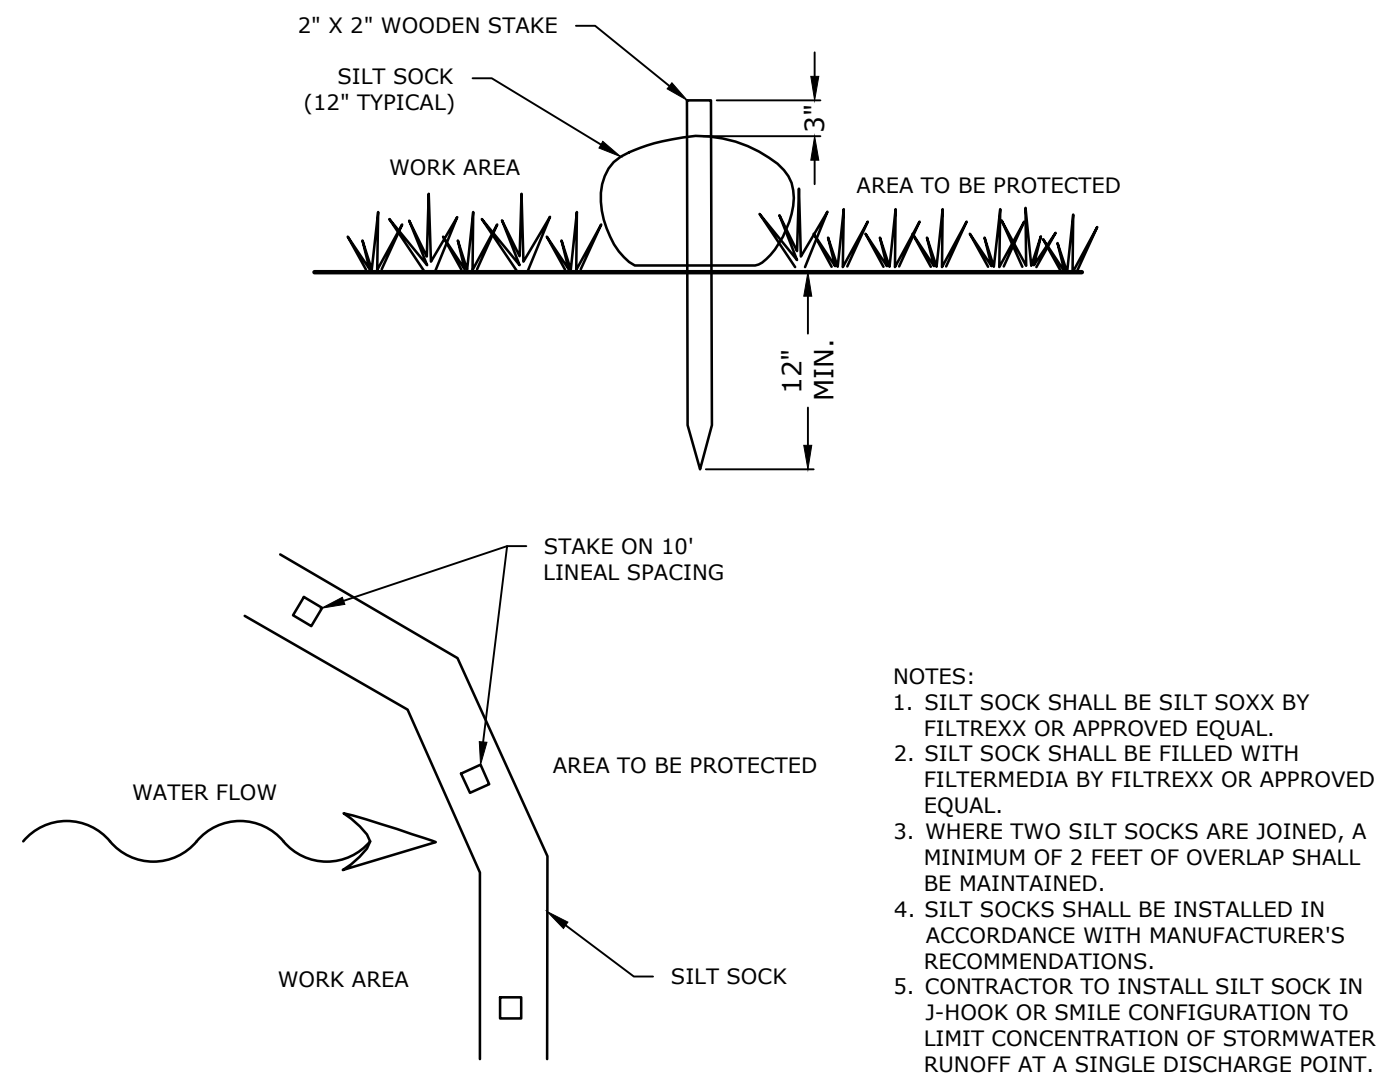 2" X 2" WOODEN STAKE
SILT SOCK
(12" TYPICAL)
3"
WORK AREA
AREA TO BE PROTECTED
12"
MIN.
STAKE ON 10'
LINEAL SPACING
AREA TO BE PROTECTED
WATER FLOW
WORK AREA
SILT SOCK
NOTES:
1. SILT SOCK SHALL BE SILT SOXX BY
FILTREXX OR APPROVED EQUAL.
2. SILT SOCK SHALL BE FILLED WITH
FILTERMEDIA BY FILTREXX OR APPROVED
EQUAL.
3. WHERE TWO SILT SOCKS ARE JOINED, A
MINIMUM OF 2 FEET OF OVERLAP SHALL
BE MAINTAINED.
4. SILT SOCKS SHALL BE INSTALLED IN
ACCORDANCE WITH MANUFACTURER'S
RECOMMENDATIONS.
5. CONTRACTOR TO INSTALL SILT SOCK IN
J-HOOK OR SMILE CONFIGURATION TO
LIMIT CONCENTRATION OF STORMWATER
RUNOFF AT A SINGLE DISCHARGE POINT.